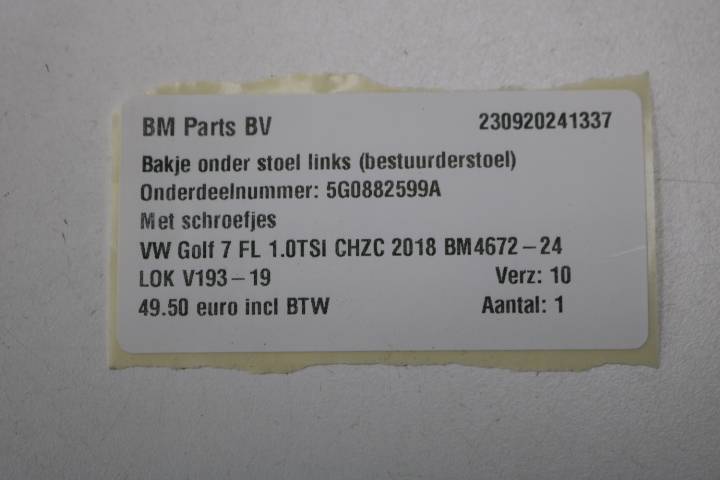 BM Parts BV 230920241337
Bakje onder stoel links (bestuurderstoel)
Onderdeelnummer: 5G0882599A
Met schroefjes
VW Golf 7 FL 1.0TSI CHZC 2018 BM4672-24
LOK V193-19 Verz: 10
49.50 euro incl BTW Aantal: 1